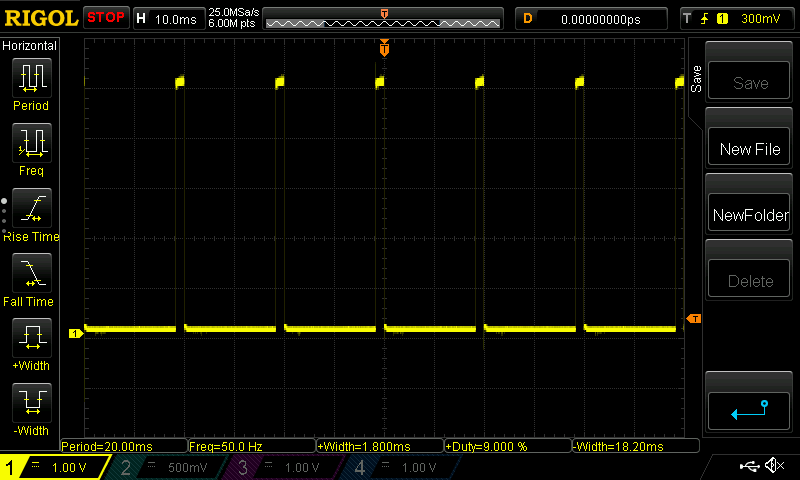 RIGOL STOP H 10.0ms 25.0MSa/s D 0.00000000ps T 1 300mV
6.00M pts
T
Horizontal
Period
Freq
Rise Time
Fall Time
+Width
-Width
1
T
Save
Save
New File
NewFolder
Delete
Period=20.00ms Freq=50.0 Hz +Width=1.800ms +Duty=9.000 % -Width=18.20ms
1 1.00 V 2 500mV 3 1.00 V 4 1.00 V